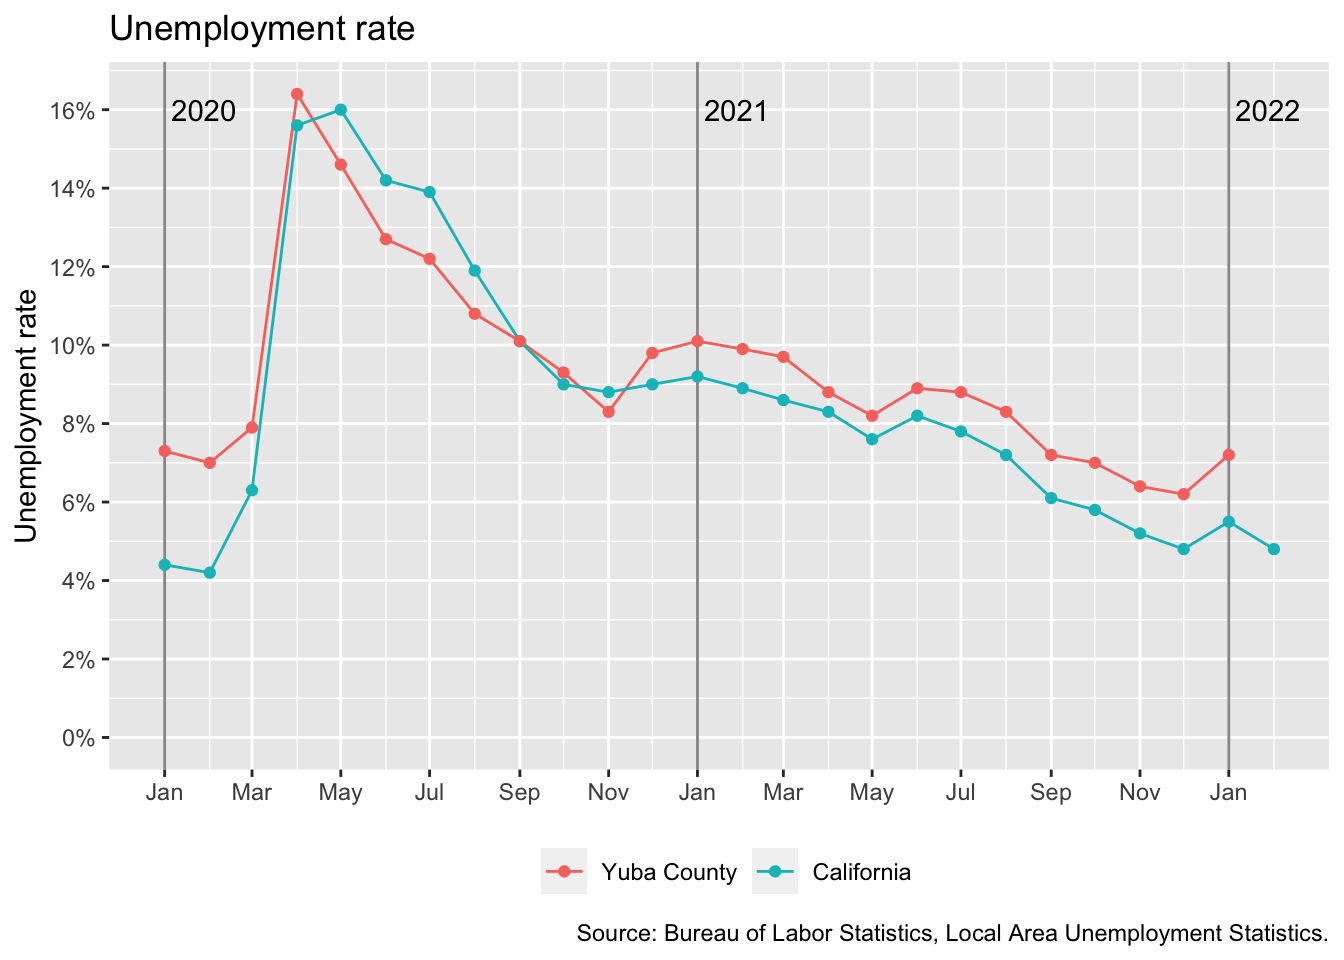 Unemployment rate
2020 2021 2022
16%
14%
12%
10%
8%
6%
4%
2%
0%
Unemployment rate
Jan Mar May Jul Sep Nov Jan Mar May Jul Sep Nov Jan
Yuba County California
Source: Bureau of Labor Statistics, Local Area Unemployment Statistics.